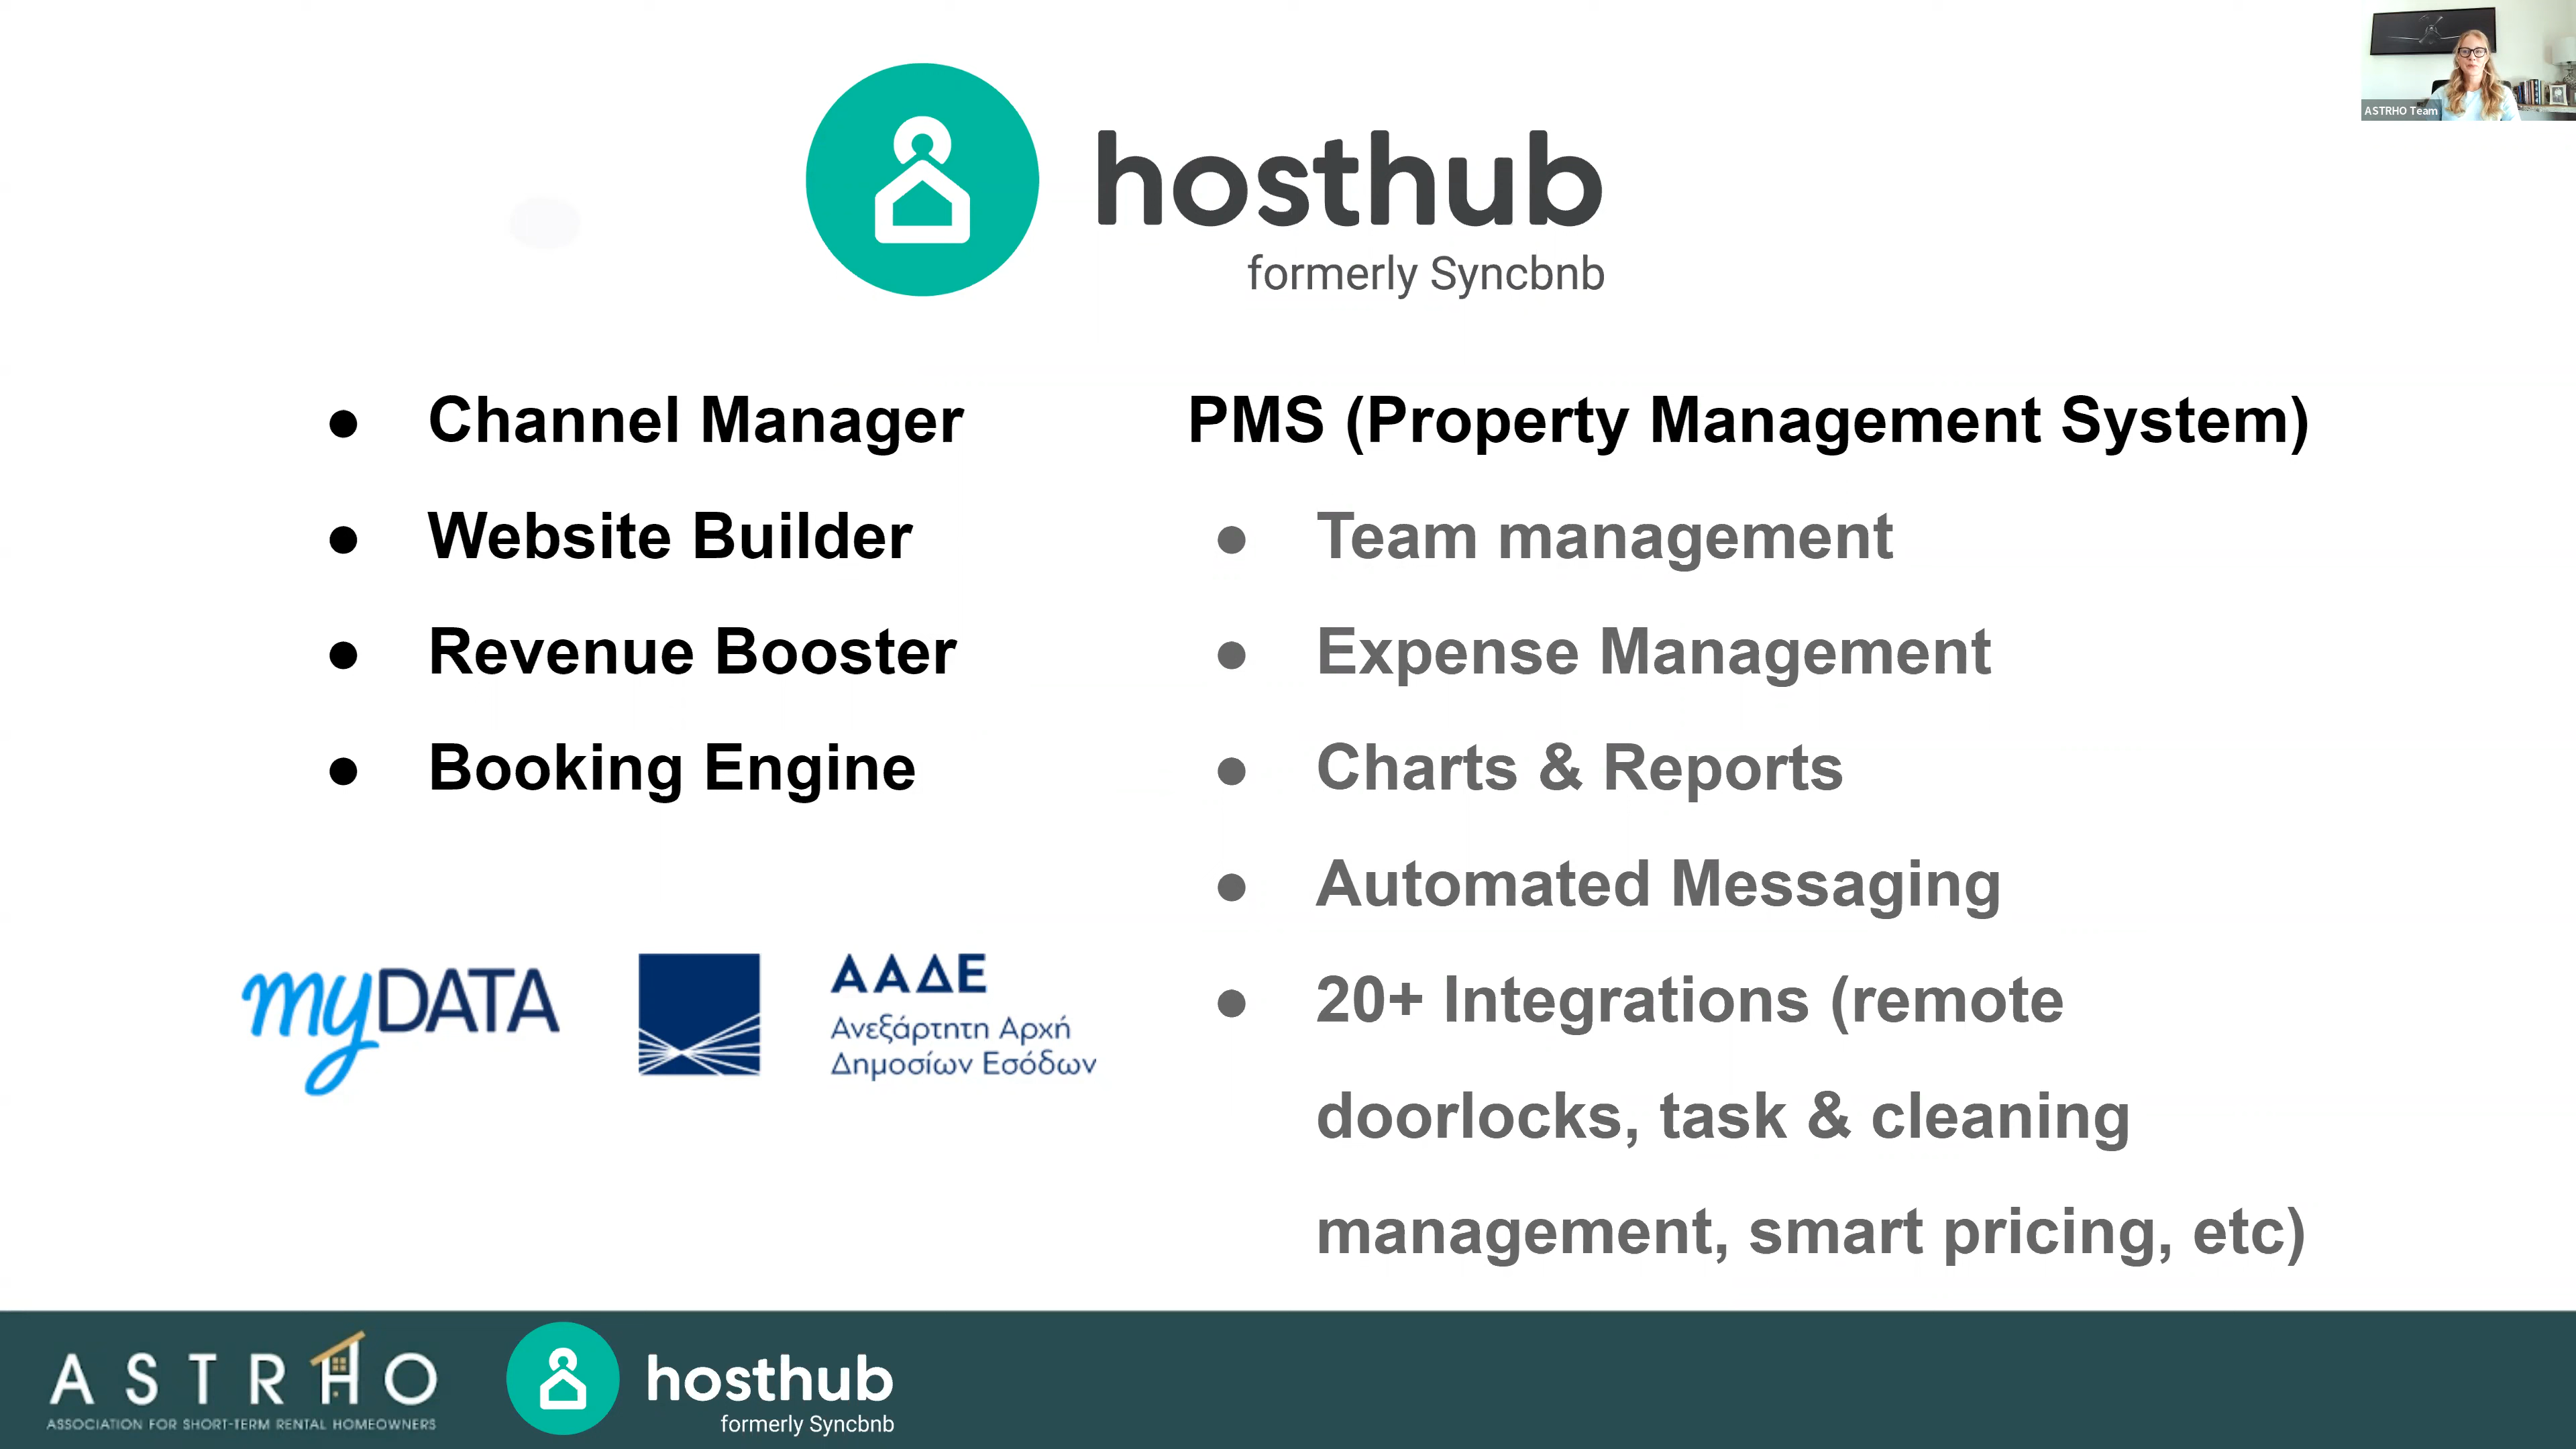 ASTRHO Team
hosthub
formerly Syncbnb
● Channel Manager
● Website Builder
● Revenue Booster
● Booking Engine
PMS (Property Management System)
● Team management
● Expense Management
● Charts & Reports
● Automated Messaging
● 20+ Integrations (remote
doorlocks, task & cleaning
management, smart pricing, etc)
myDATA
ΑΑΔΕ
Ανεξάρτητη Αρχή
Δημοσίων Εσόδων
ASTRHO
ASSOCIATION FOR SHORT-TERM RENTAL HOMEOWNERS
hosthub
formerly Syncbnb